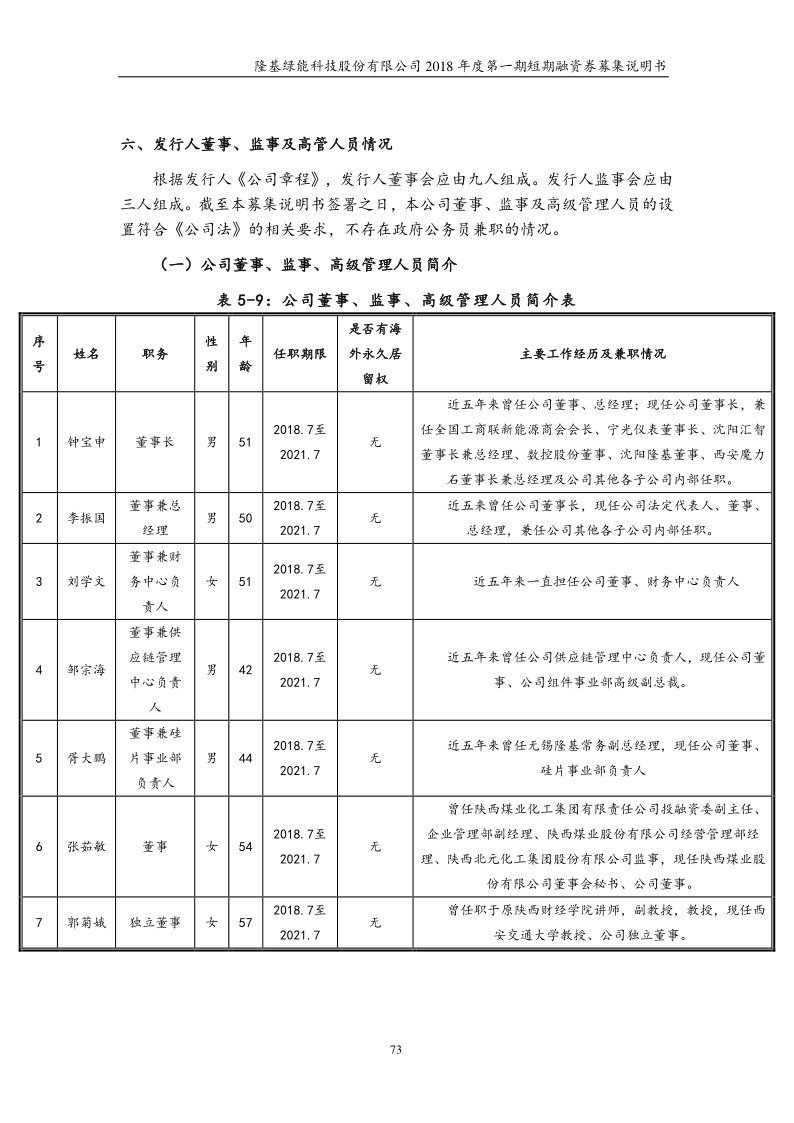 隆基绿能科技股份有限公司 2018 年度第一期短期融资券募集说明书
六、发行人董事、监事及高管人员情况
根据发行人《公司章程》，发行人董事会应由九人组成。发行人监事会应由
三人组成。截至本募集说明书签署之日，本公司董事、监事及高级管理人员的设
置符合《公司法》的相关要求，不存在政府公务员兼职的情况。
（一）公司董事、监事、高级管理人员简介
表 5-9：公司董事、监事、高级管理人员简介表
序
号
姓名
职务
性
别
年
龄
任职期限
是否有海
外永久居
留权
主要工作经历及兼职情况
1
钟宝申
董事长
男
51
2018.7至
2021.7
无
近五年来曾任公司董事、总经理；现任公司董事长，兼
任全国工商联新能源商会会长、宁光仪表董事长、沈阳汇智
董事长兼总经理、数控股份董事、沈阳隆基董事、西安魔力
石董事长兼总经理及公司其他各子公司内部任职。
2
李振国
董事兼总
经理
男
50
2018.7至
2021.7
无
近五来曾任公司董事长，现任公司法定代表人、董事、
总经理，兼任公司其他各子公司内部任职。
3
刘学文
董事兼财
务中心负
责人
女
51
2018.7至
2021.7
无
近五年来一直担任公司董事、财务中心负责人
4
邹宗海
董事兼供
应链管理
中心负责
人
男
42
2018.7至
2021.7
无
近五年来曾任公司供应链管理中心负责人，现任公司董
事、公司组件事业部高级副总裁。
5
胥大鹏
董事兼硅
片事业部
负责人
男
44
2018.7至
2021.7
无
近五年来曾任无锡隆基常务副总经理，现任公司董事、
硅片事业部负责人
6
张茹敏
董事
女
54
2018.7至
2021.7
无
曾任陕西煤业化工集团有限责任公司投融资委副主任、
企业管理部副经理、陕西煤业股份有限公司经营管理部经
理、陕西北元化工集团股份有限公司监事，现任陕西煤业股
份有限公司董事会秘书、公司董事。
7
郭菊娥
独立董事
女
57
2018.7至
2021.7
无
曾任职于原陕西财经学院讲师，副教授，教授，现任西
安交通大学教授、公司独立董事。
73